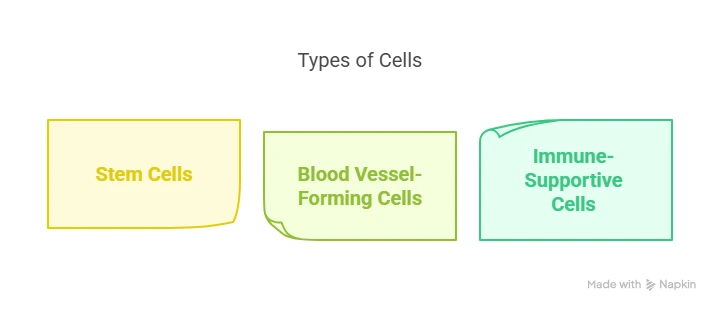 Types of Cells
Stem Cells
Blood Vessel-
Forming Cells
Immune-
Supportive
Cells
Made with Napkin